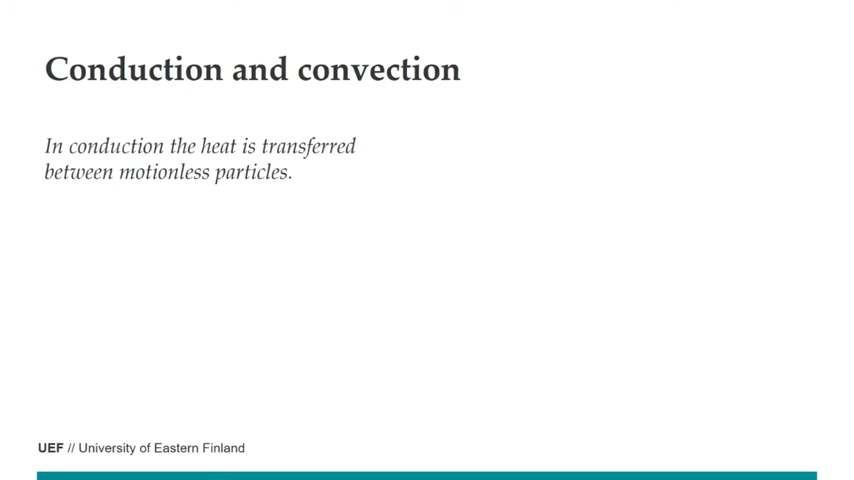 Conduction and convection
In conduction the heat is transferred
between motionless particles.
UEF // University of Eastern Finland